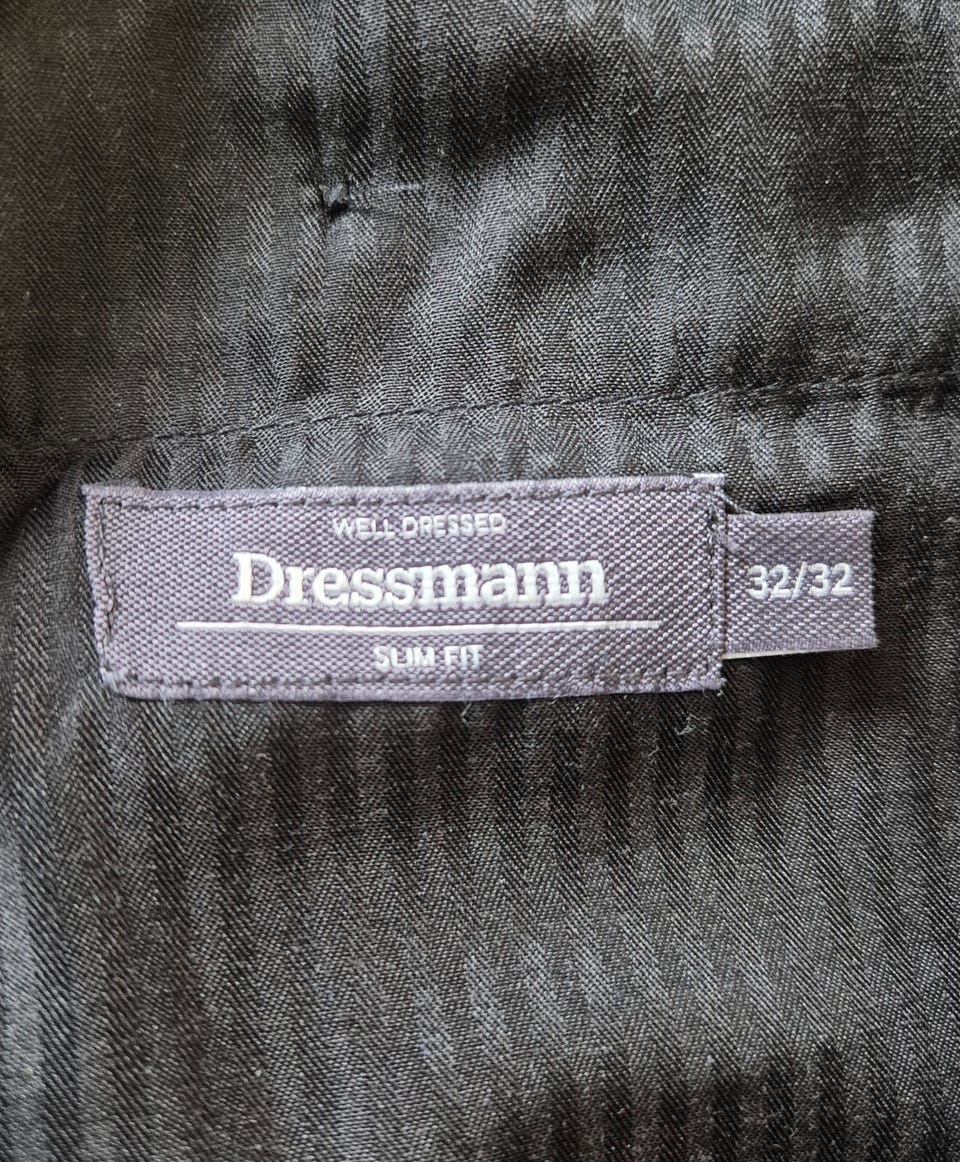 WELL DRESSED
Dressmann
SLIM FIT
32/32